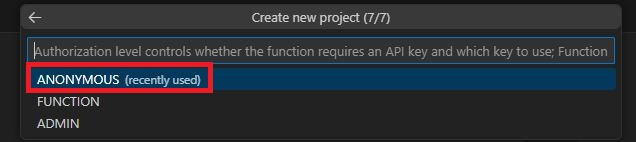 Create new project (7/7)
Authorization level controls whether the function requires an API key and which key to use; Function
ANONYMOUS (recently used)
FUNCTION
ADMIN